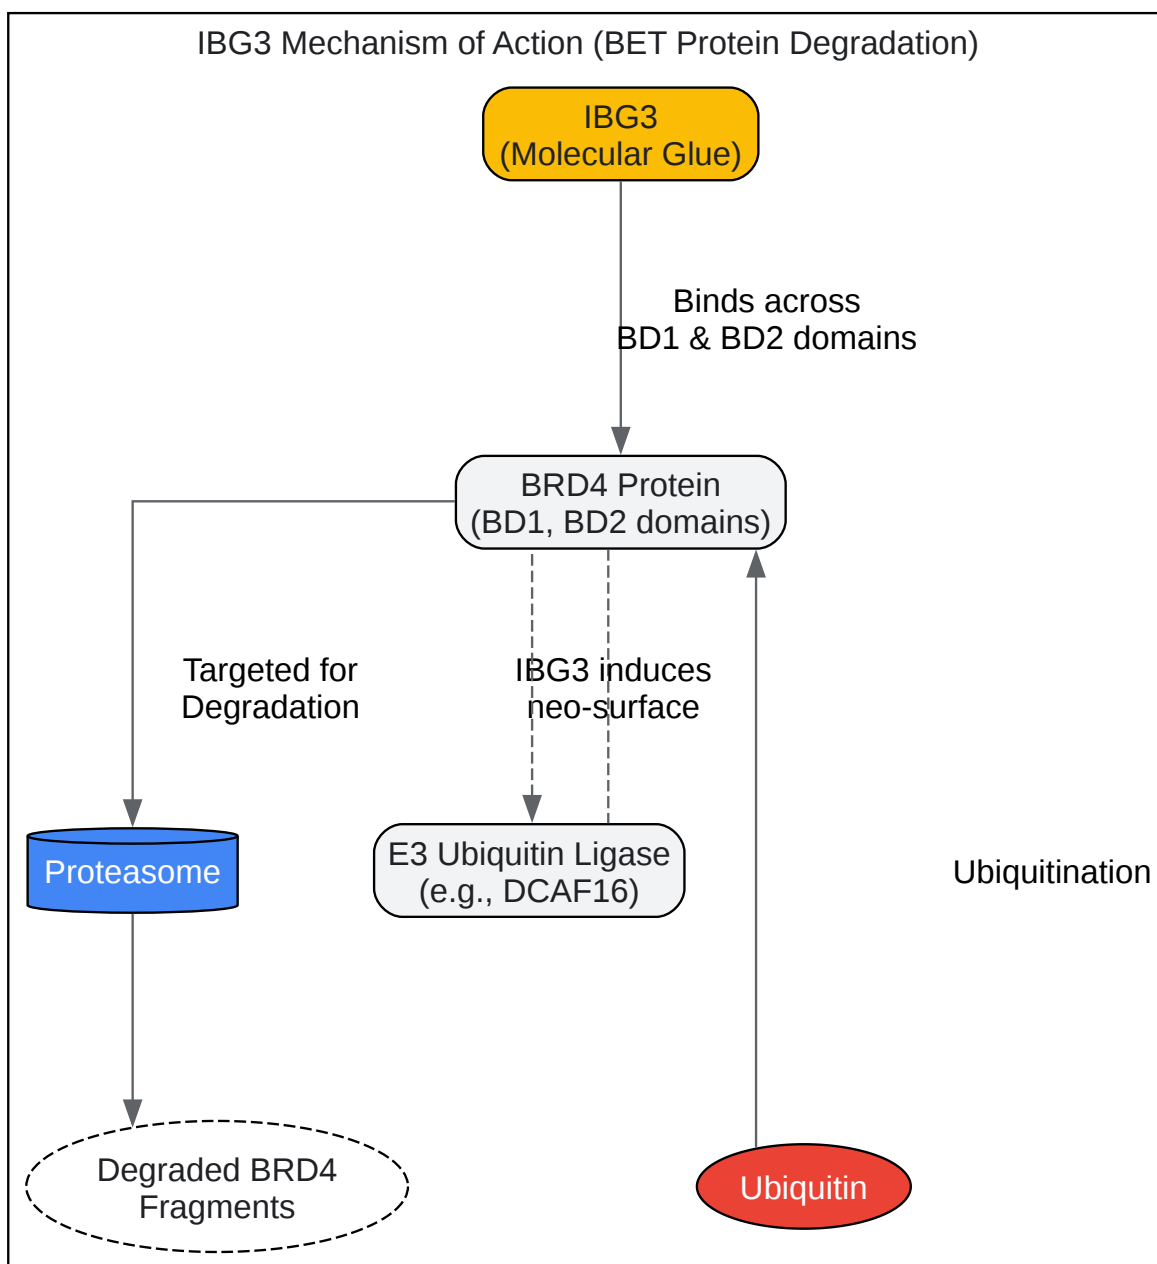 IBG3 Mechanism of Action (BET Protein Degradation)
IBG3
(Molecular Glue)
Binds across
BD1 & BD2 domains
BRD4 Protein
(BD1, BD2 domains)
Targeted for
Degradation
IBG3 induces
neo-surface
Proteasome
E3 Ubiquitin Ligase
(e.g., DCAF16)
Ubiquitination
Degraded BRD4
Fragments
Ubiquitin